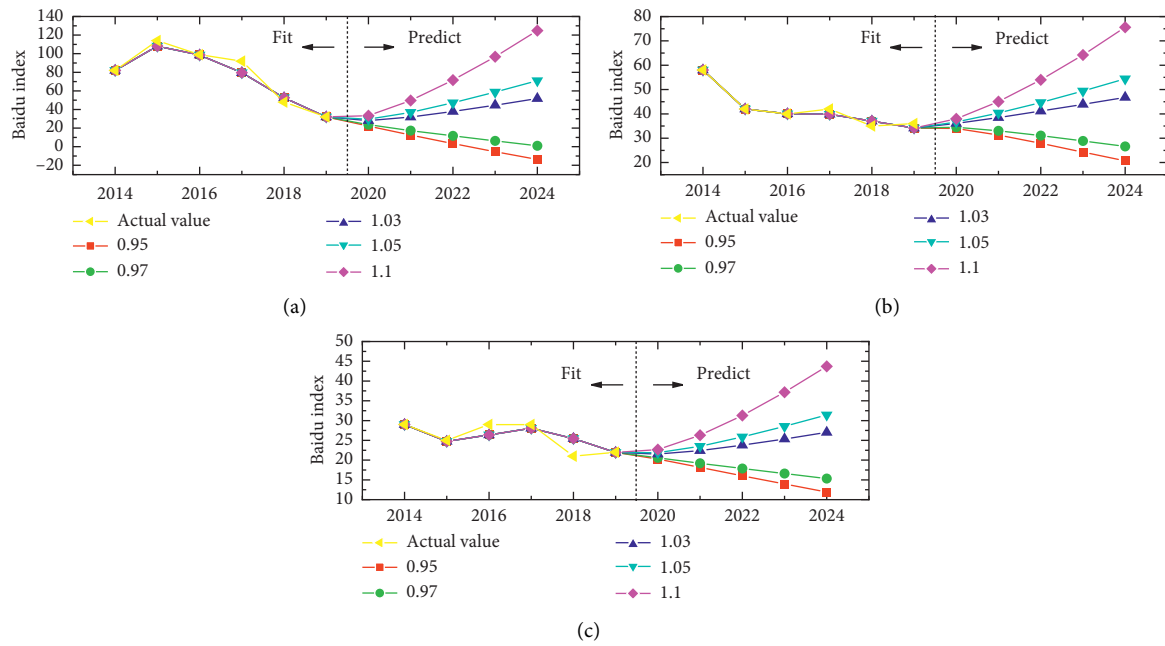 140
120
100
80
60
40
20
0
–20
Baidu index
Fit
Predict
2014 2016 2018 2020 2022 2024
Actual value
0.95
0.97
1.03
1.05
1.1
(a)
80
70
60
50
40
30
20
Baidu index
Fit
Predict
2014 2016 2018 2020 2022 2024
Actual value
0.95
0.97
1.03
1.05
1.1
(b)
50
45
40
35
30
25
20
15
10
Baidu index
Fit
Predict
2014 2016 2018 2020 2022 2024
Actual value
0.95
0.97
1.03
1.05
1.1
(c)